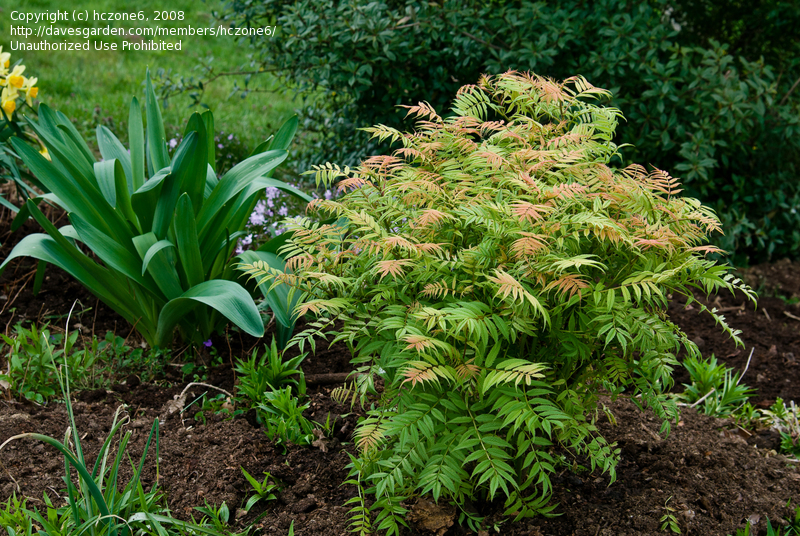 Copyright (c) hczone6, 2008
http://davesgarden.com/members/hczone6/
Unauthorized Use Prohibited